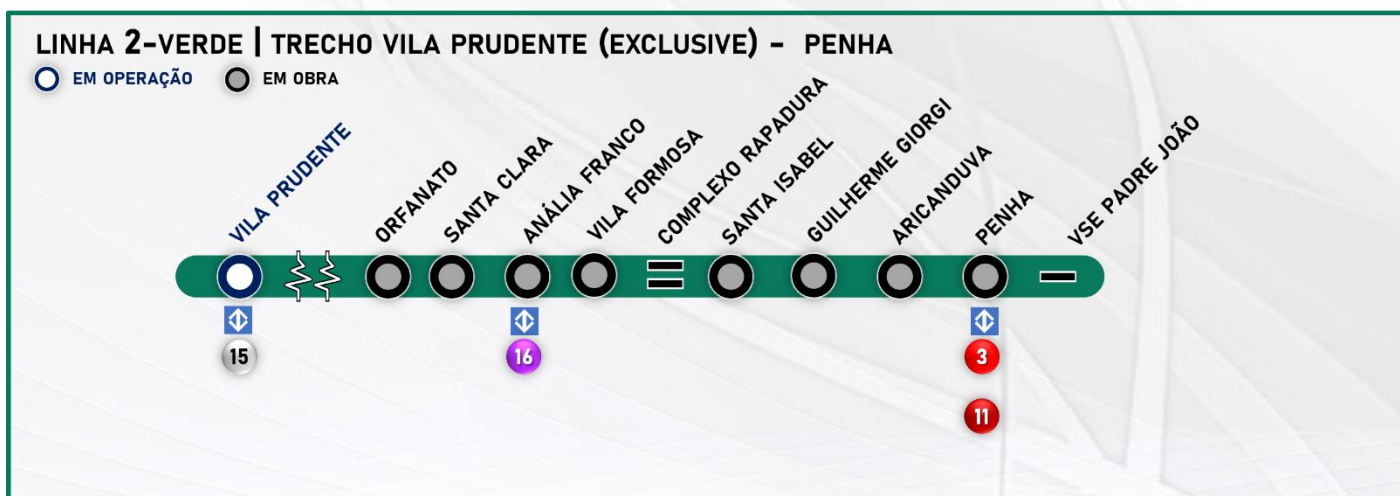 LINHA 2-VERDE | TRECHO VILA PRUDENTE (EXCLUSIVE) - PENHA
EM OPERAÇÃO
EM OBRA
VILA PRUDENTE
ORFANATO
SANTA CLARA
ANÁLIA FRANCO
VILA FORMOSA
COMPLEXO RAPADURA
SANTA ISABEL
GUILHERME GIORGI
ARICANDUVA
PENHA
VSE PADRE JOÃO
15
16
3
11